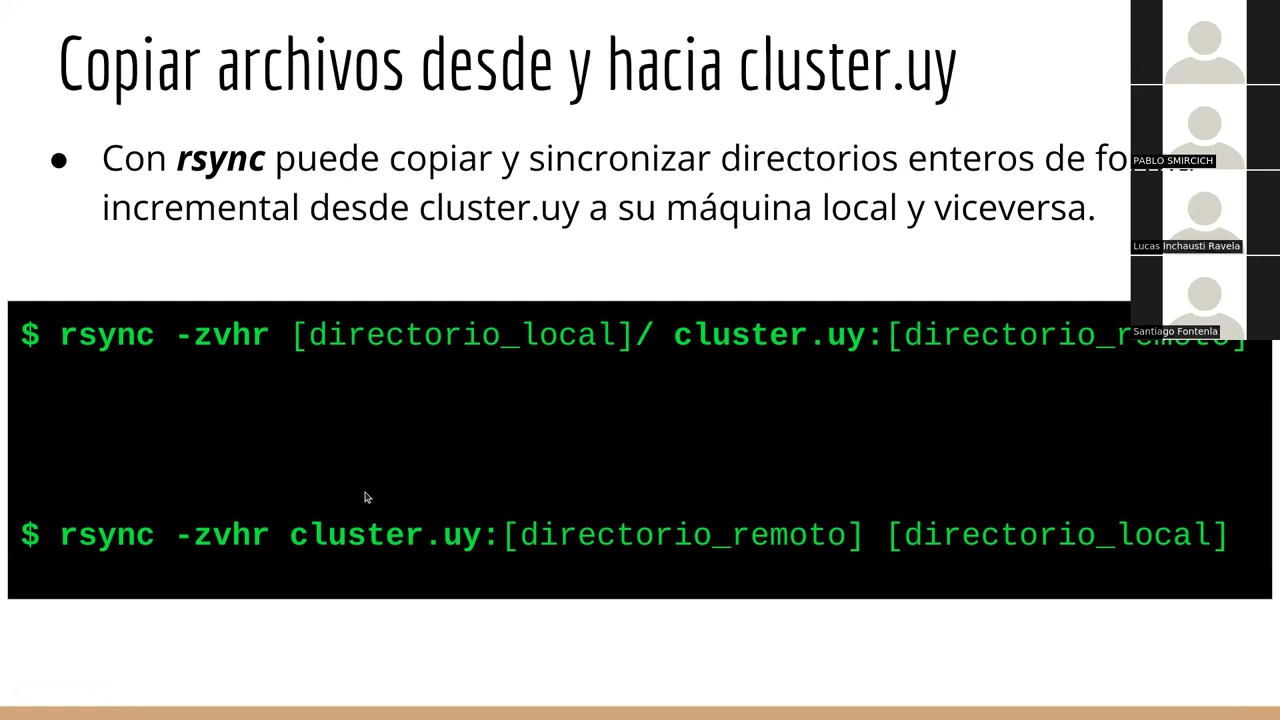 Copiar archivos desde y hacia cluster.uy
● Con rsync puede copiar y sincronizar directorios enteros de
incremental desde cluster.uy a su máquina local y viceversa.
$ rsync -zvhr [directorio_local]/ cluster.uy:[directorio_remoto]
$ rsync -zvhr cluster.uy:[directorio_remoto] [directorio_local]
PABLO SMIRCICH
Lucas Inchausti Ravela
Santiago Fontenla